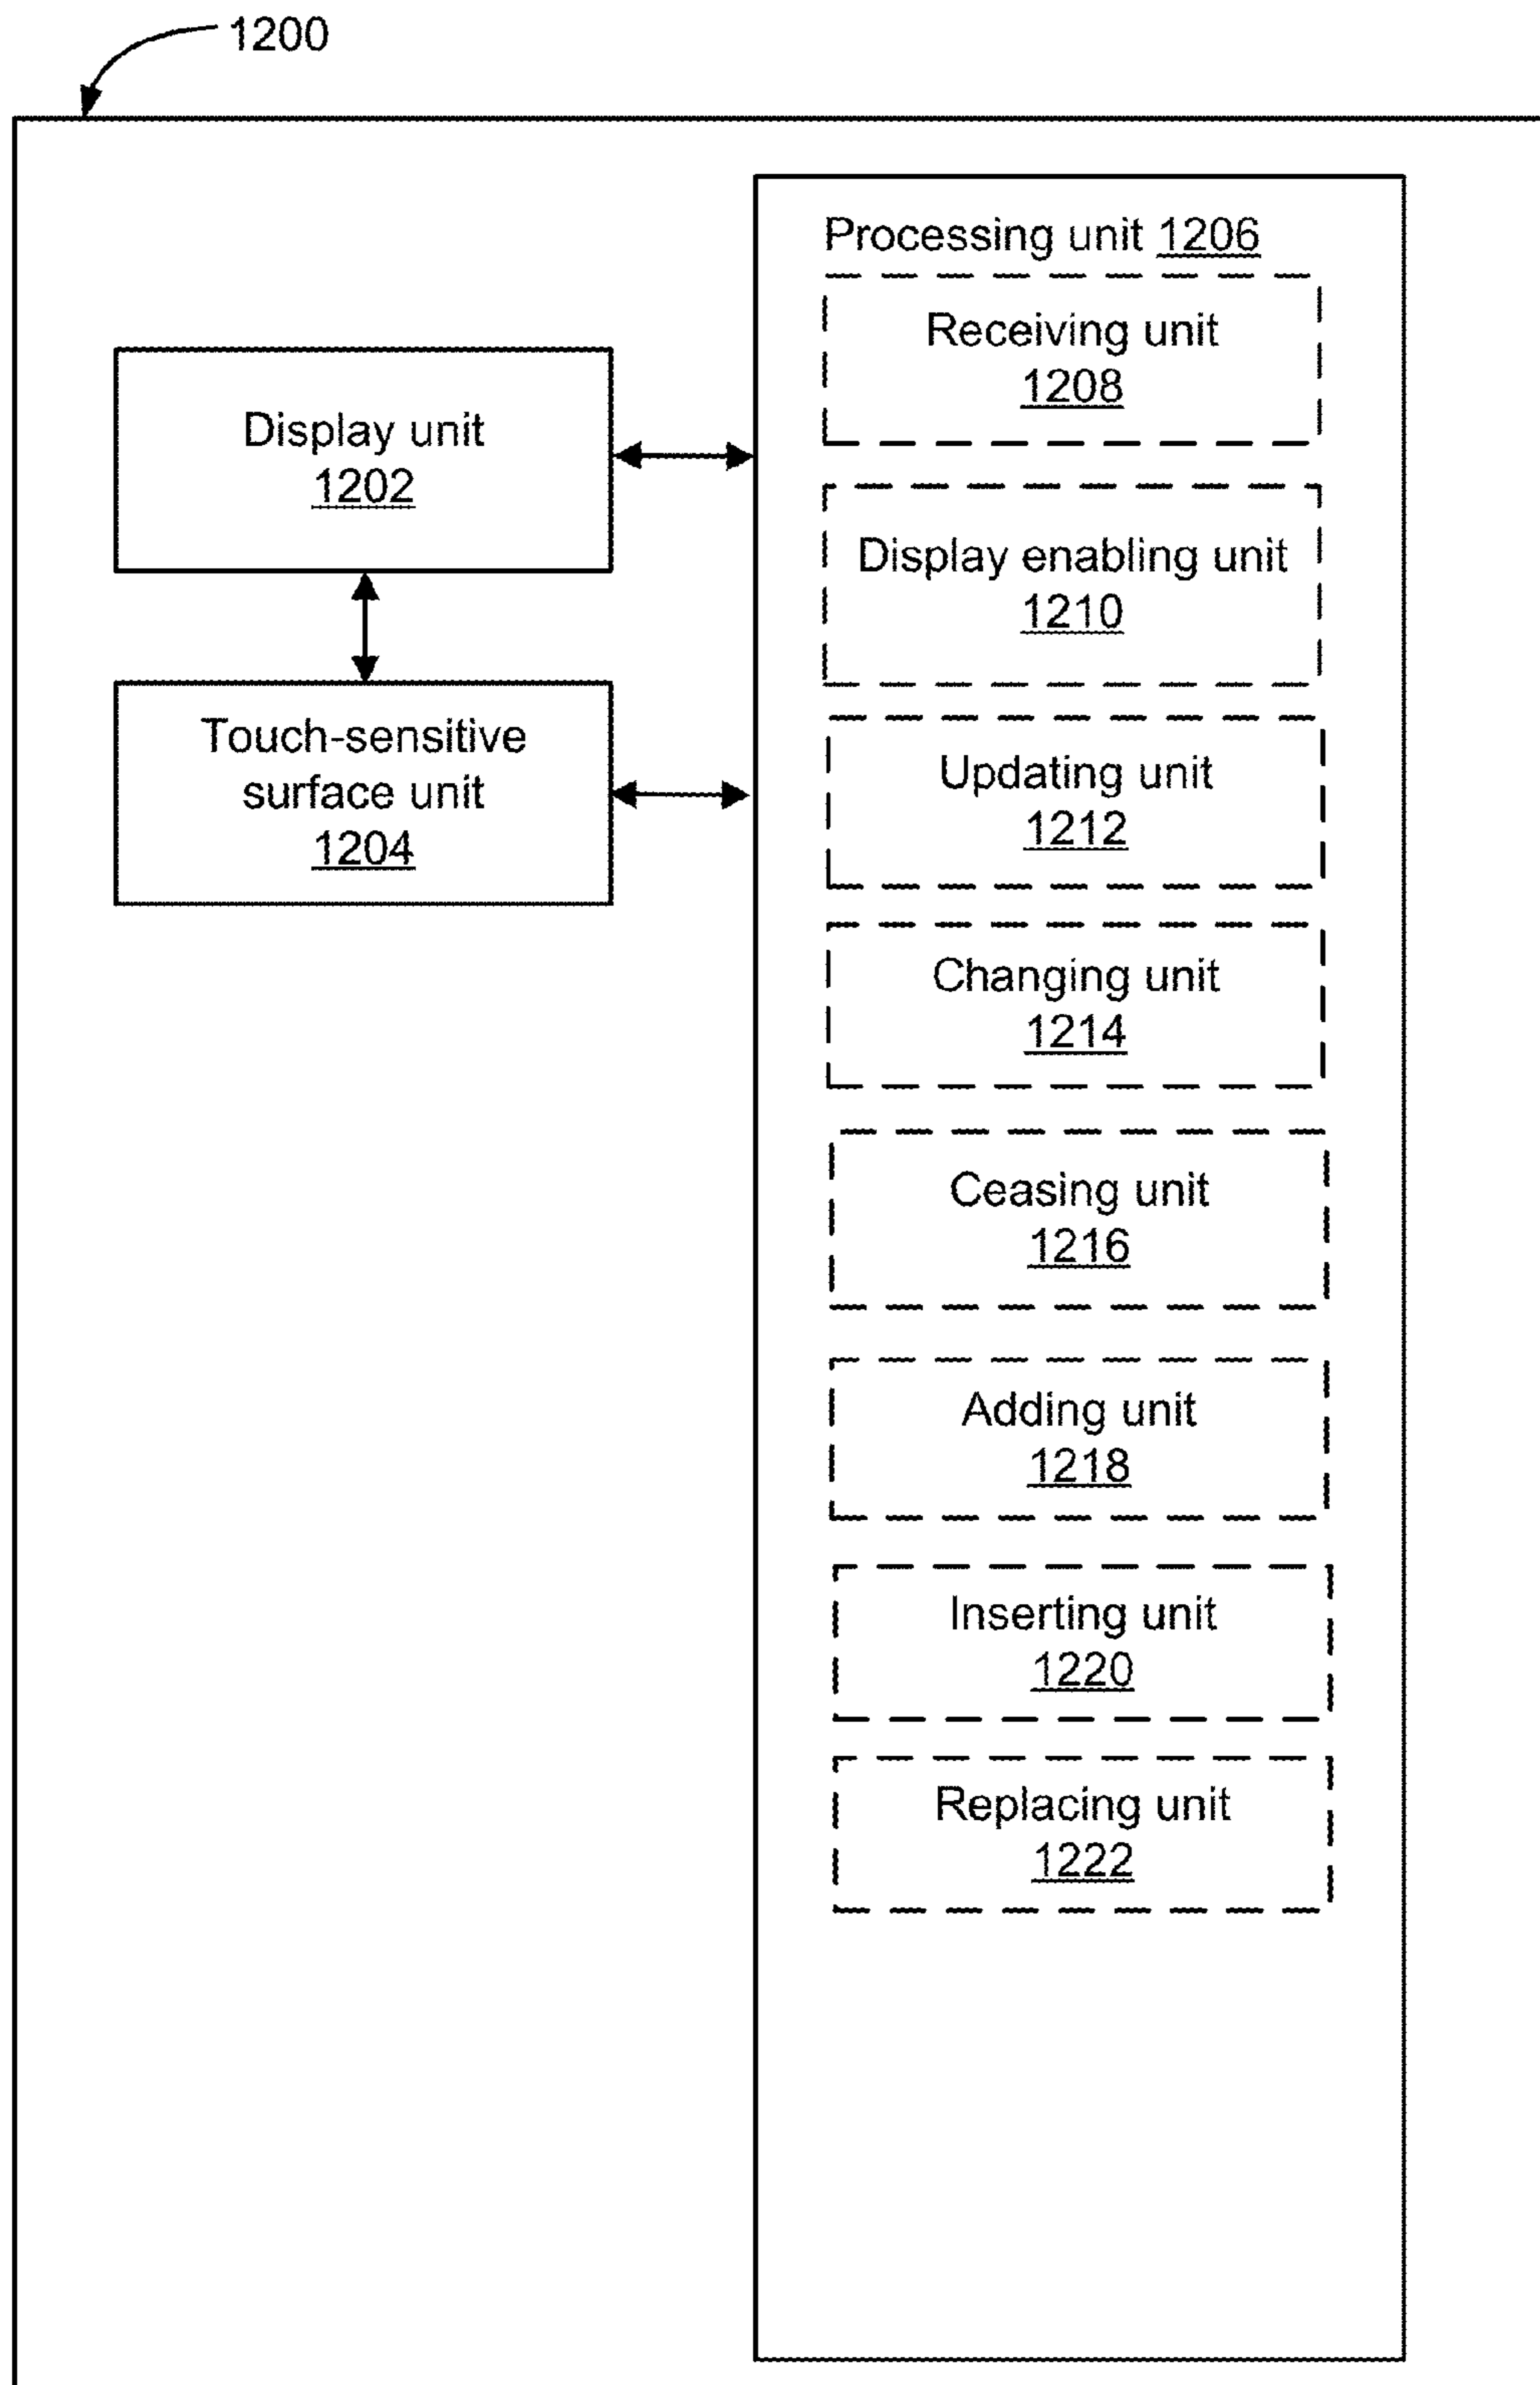 1200
Processing unit 1206
Receiving unit
1208
Display unit
1202
Display enabling unit
1210
Touch-sensitive
surface unit
1204
Updating unit
1212
Changing unit
1214
Ceasing unit
1216
Adding unit
1218
Inserting unit
1220
Replacing unit
1222